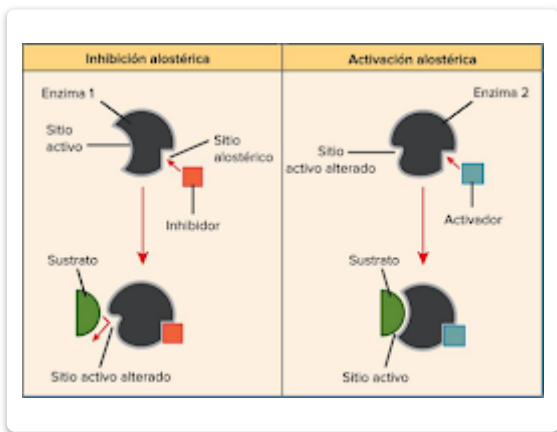 Inhibición alostérica
Enzima 1
Sitio
activo
Sitio
alostérico
Inhibidor
Sustrato
Sitio activo alterado
Activación alostérica
Enzima 2
Sitio
activo alterado
Activador
Sustrato
Sitio activo